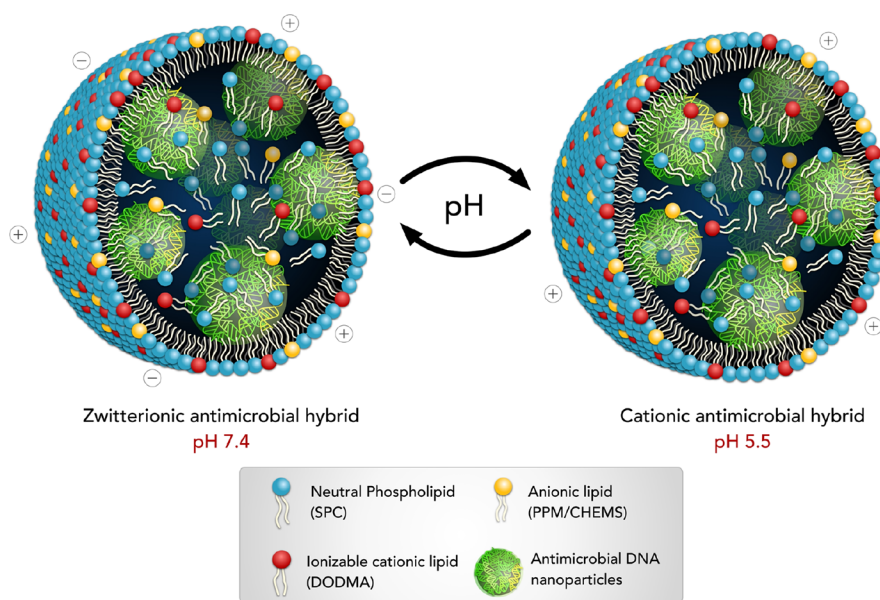 +
−
−
+
−
+
−
+
+
+
pH
Zwitterionic antimicrobial hybrid
pH 7.4
Cationic antimicrobial hybrid
pH 5.5
Neutral Phospholipid
(SPC)
Anionic lipid
(PPM/CHEMS)
Ionizable cationic lipid
(DODMA)
Antimicrobial DNA
nanoparticles